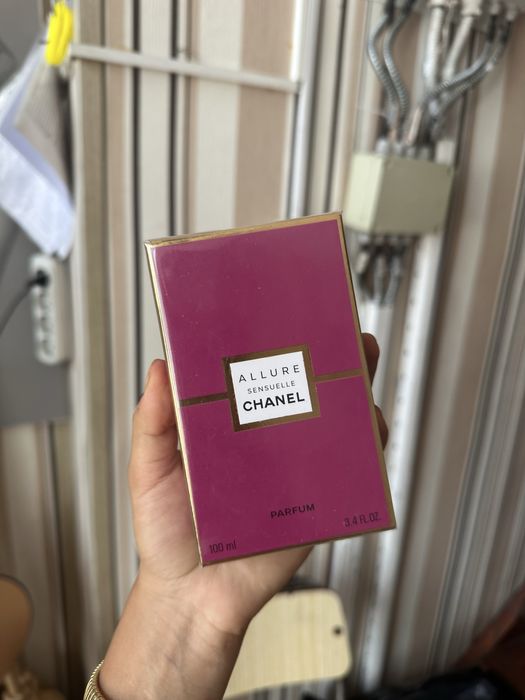 ALLURE
SENSUELLE
CHANEL
PARFUM
100 ml
3.4 FL.OZ.